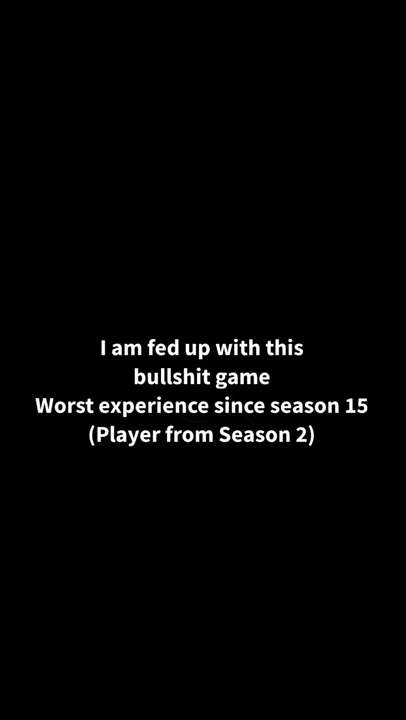 I am fed up with this
bullshit game
Worst experience since season 15
(Player from Season 2)